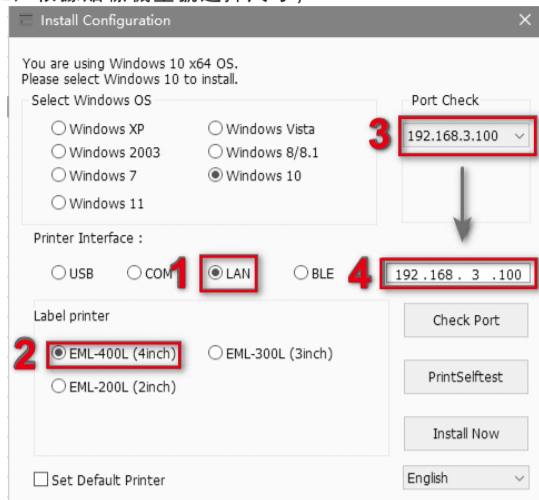 Install Configuration
You are using Windows 10 x64 OS.
Please select Windows 10 to install.
Select Windows OS
Windows XP
Windows Vista
Windows 2003
Windows 8/8.1
Windows 7
Windows 10
Windows 11
Port Check
3
192.168.3.100
Printer Interface :
USB
COM
1
LAN
BLE
4
192 .168 . 3 .100
Label printer
2
EML-400L (4inch)
EML-300L (3inch)
EML-200L (2inch)
Check Port
PrintSelftest
Install Now
Set Default Printer
English